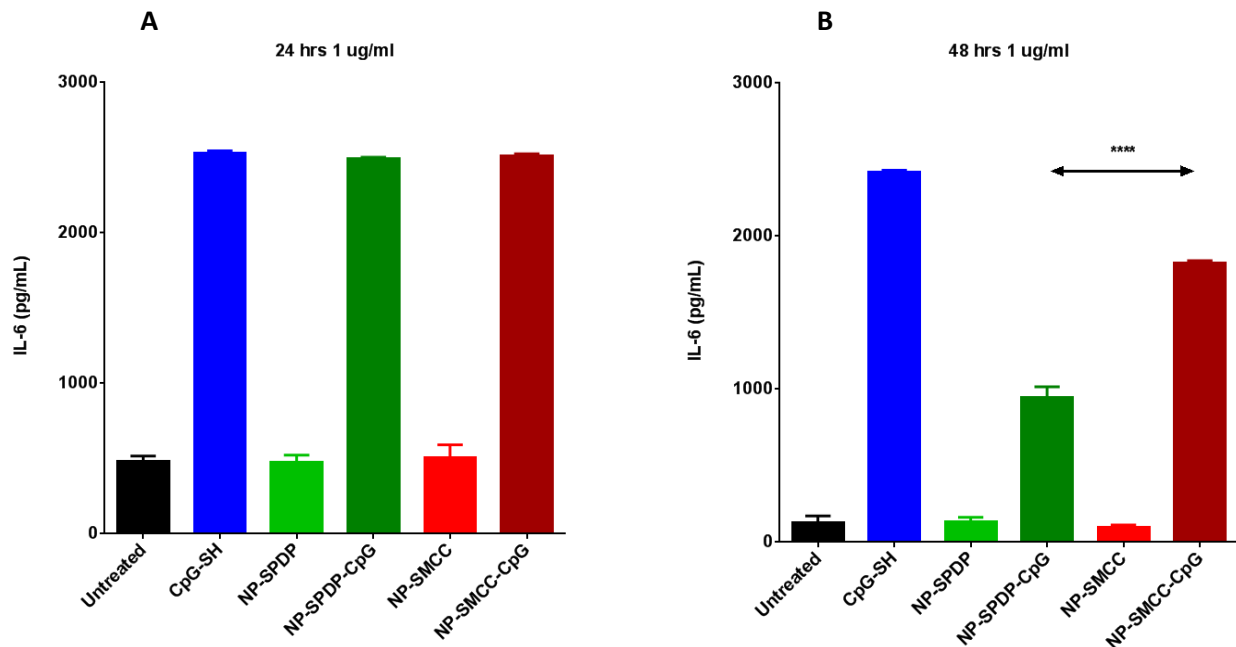 A
24 hrs 1 ug/ml
IL-6 (pg/mL)
3000
2000
1000
0
Untreated
CpG-SH
NP-SPDP
NP-SPDP-CpG
NP-SMCC
NP-SMCC-CpG
B
48 hrs 1 ug/ml
IL-6 (pg/mL)
3000
2000
1000
0
****
Untreated
CpG-SH
NP-SPDP
NP-SPDP-CpG
NP-SMCC
NP-SMCC-CpG